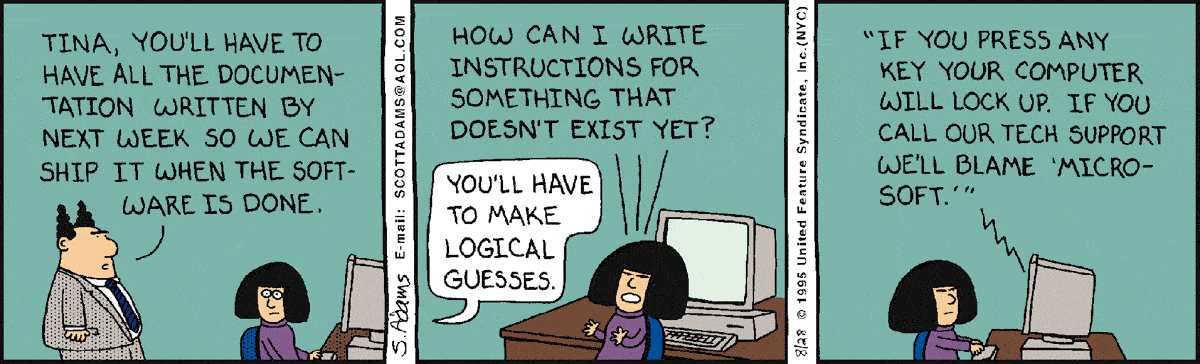 TINA, YOU'LL HAVE TO
HAVE ALL THE DOCUMEN-
TATION WRITTEN BY
NEXT WEEK SO WE CAN
SHIP IT WHEN THE SOFT-
WARE IS DONE.
S. Adams E-mail: SCOTTADAMS@AOL.COM
HOW CAN I WRITE
INSTRUCTIONS FOR
SOMETHING THAT
DOESN'T EXIST YET?
YOU'LL HAVE
TO MAKE
LOGICAL
GUESSES.
8/28 © 1995 United Feature Syndicate, Inc.(NYC)
"IF YOU PRESS ANY
KEY YOUR COMPUTER
WILL LOCK UP. IF YOU
CALL OUR TECH SUPPORT
WE'LL BLAME 'MICRO-
SOFT.'"